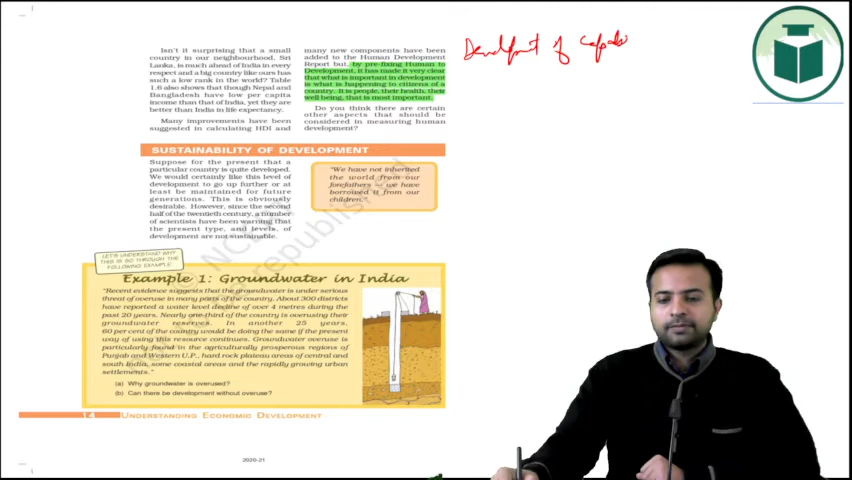 Isn't it surprising that a small
country in our neighbourhood, Sri
Lanka, is much ahead of India in every
respect and a big country like ours has
such a low rank in the world? Table
1.6 also shows that though Nepal and
Bangladesh have low per capita
income than that of India, yet they are
better than India in life expectancy.
Many improvements have been
suggested in calculating HDI and
many new components have been
added to the Human Development
Report but, by pre-fixing Human to
Development, it has made it very clear
that what is important in development
is what is happening to citizens of a
country. It is people, their health, their
well being, that is most important.
Do you think there are certain
other aspects that should be
considered in measuring human
development?
SUSTAINABILITY OF DEVELOPMENT
Suppose for the present that a
particular country is quite developed.
We would certainly like this level of
development to go up further or at
least be maintained for future
generations. This is obviously
desirable. However, since the second
half of the twentieth century, a number
of scientists have been warning that
the present type, and levels, of
development are not sustainable.
"We have not inherited
the world from our
forefathers — we have
borrowed it from our
children."
LET'S UNDERSTAND WHY
THIS IS SO THROUGH THE
FOLLOWING EXAMPLE
Example 1: Groundwater in India
"Recent evidence suggests that the groundwater is under serious
threat of overuse in many parts of the country. About 300 districts
have reported a water level decline of over 4 metres during the
past 20 years. Nearly one-third of the country is overusing their
groundwater reserves. In another 25 years,
60 per cent of the country would be doing the same if the present
way of using this resource continues. Groundwater overuse is
particularly found in the agriculturally prosperous regions of
Punjab and Western U.P., hard rock plateau areas of central and
south India, some coastal areas and the rapidly growing urban
settlements."
(a) Why groundwater is overused?
(b) Can there be development without overuse?
14 UNDERSTANDING ECONOMIC DEVELOPMENT
2020-21
of